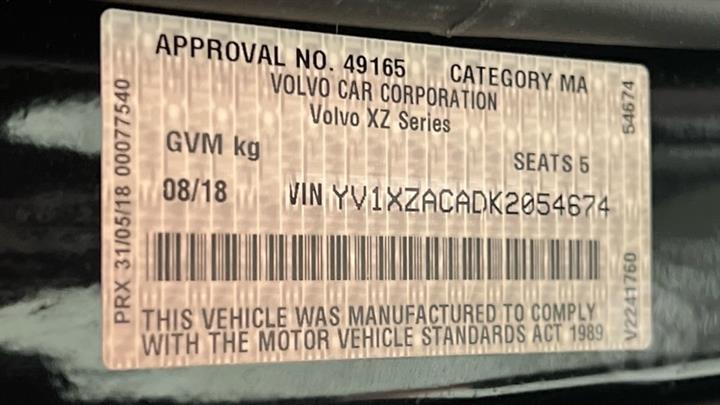 APPROVAL NO. 49165 CATEGORY MA
VOLVO CAR CORPORATION
Volvo XZ Series
GVM kg
SEATS 5
08/18 VIN YV1XZACADK2054674
THIS VEHICLE WAS MANUFACTURED TO COMPLY
WITH THE MOTOR VEHICLE STANDARDS ACT 1989
PRX 31/05/18 00077540
54674
V2241760